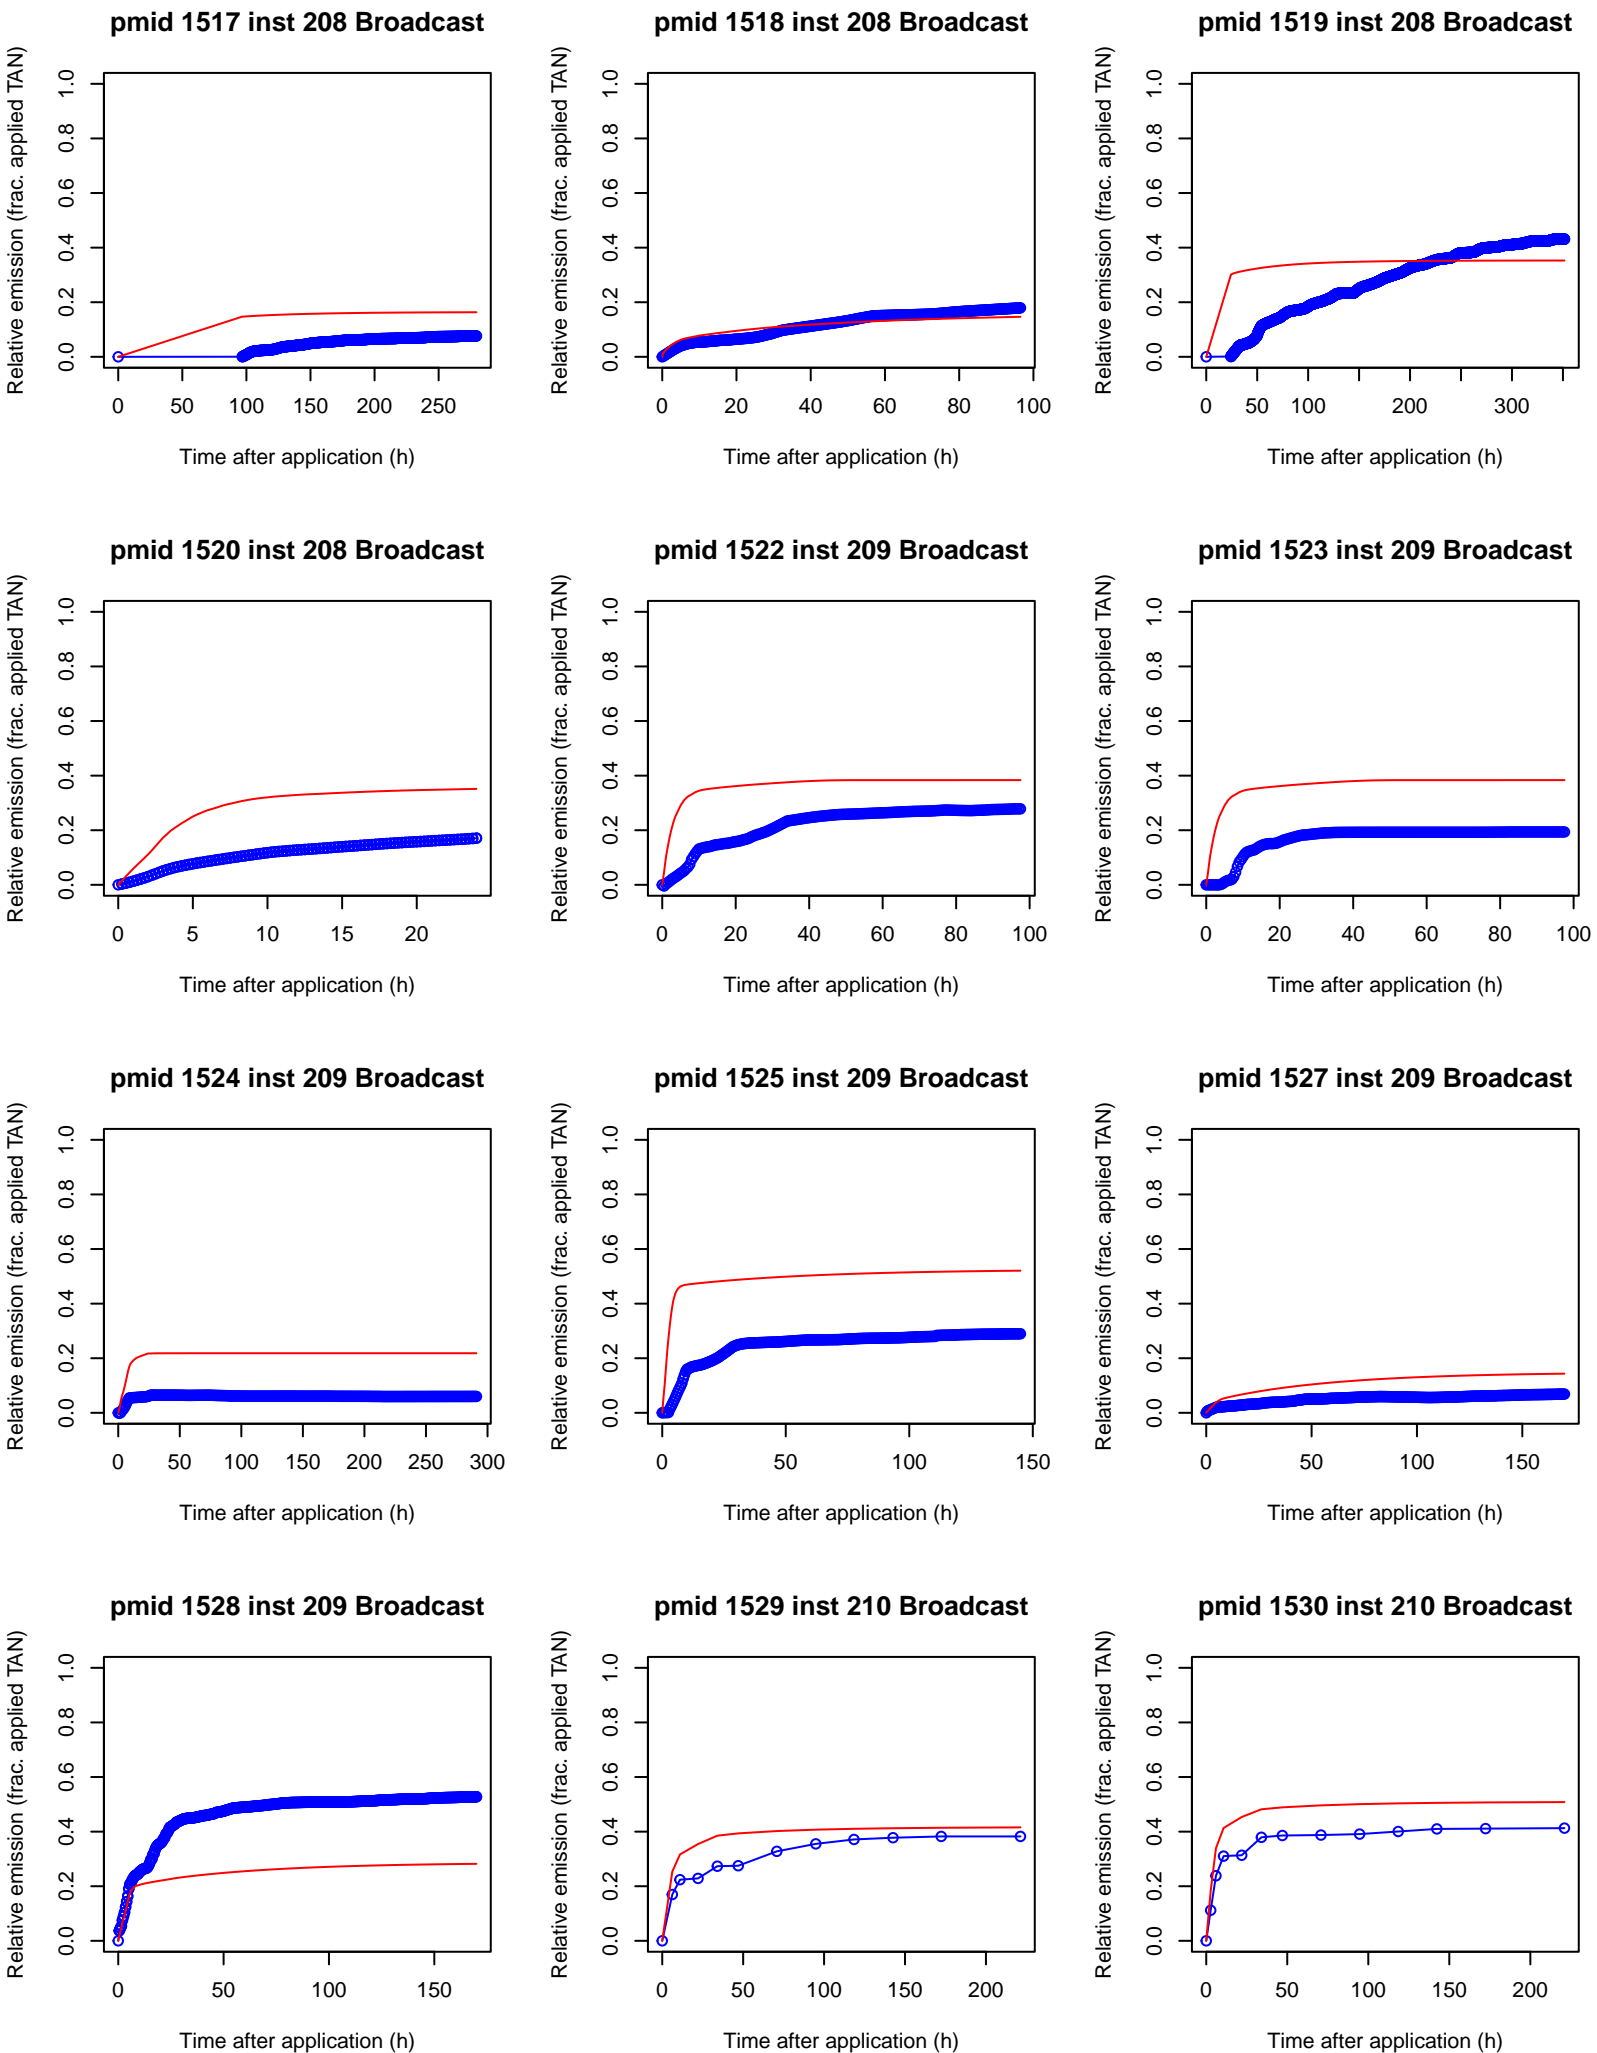 pmid 1517 inst 208 Broadcast
Relative emission (frac. applied TAN)
0.0 0.2 0.4 0.6 0.8 1.0
0 50 100 150 200 250
Time after application (h)
pmid 1518 inst 208 Broadcast
Relative emission (frac. applied TAN)
0.0 0.2 0.4 0.6 0.8 1.0
0 20 40 60 80 100
Time after application (h)
pmid 1519 inst 208 Broadcast
Relative emission (frac. applied TAN)
0.0 0.2 0.4 0.6 0.8 1.0
0 50 100 200 300
Time after application (h)
pmid 1520 inst 208 Broadcast
Relative emission (frac. applied TAN)
0.0 0.2 0.4 0.6 0.8 1.0
0 5 10 15 20
Time after application (h)
pmid 1522 inst 209 Broadcast
Relative emission (frac. applied TAN)
0.0 0.2 0.4 0.6 0.8 1.0
0 20 40 60 80 100
Time after application (h)
pmid 1523 inst 209 Broadcast
Relative emission (frac. applied TAN)
0.0 0.2 0.4 0.6 0.8 1.0
0 20 40 60 80 100
Time after application (h)
pmid 1524 inst 209 Broadcast
Relative emission (frac. applied TAN)
0.0 0.2 0.4 0.6 0.8 1.0
0 50 100 150 200 250 300
Time after application (h)
pmid 1525 inst 209 Broadcast
Relative emission (frac. applied TAN)
0.0 0.2 0.4 0.6 0.8 1.0
0 50 100 150
Time after application (h)
pmid 1527 inst 209 Broadcast
Relative emission (frac. applied TAN)
0.0 0.2 0.4 0.6 0.8 1.0
0 50 100 150
Time after application (h)
pmid 1528 inst 209 Broadcast
Relative emission (frac. applied TAN)
0.0 0.2 0.4 0.6 0.8 1.0
0 50 100 150
Time after application (h)
pmid 1529 inst 210 Broadcast
Relative emission (frac. applied TAN)
0.0 0.2 0.4 0.6 0.8 1.0
0 50 100 150 200
Time after application (h)
pmid 1530 inst 210 Broadcast
Relative emission (frac. applied TAN)
0.0 0.2 0.4 0.6 0.8 1.0
0 50 100 150 200
Time after application (h)